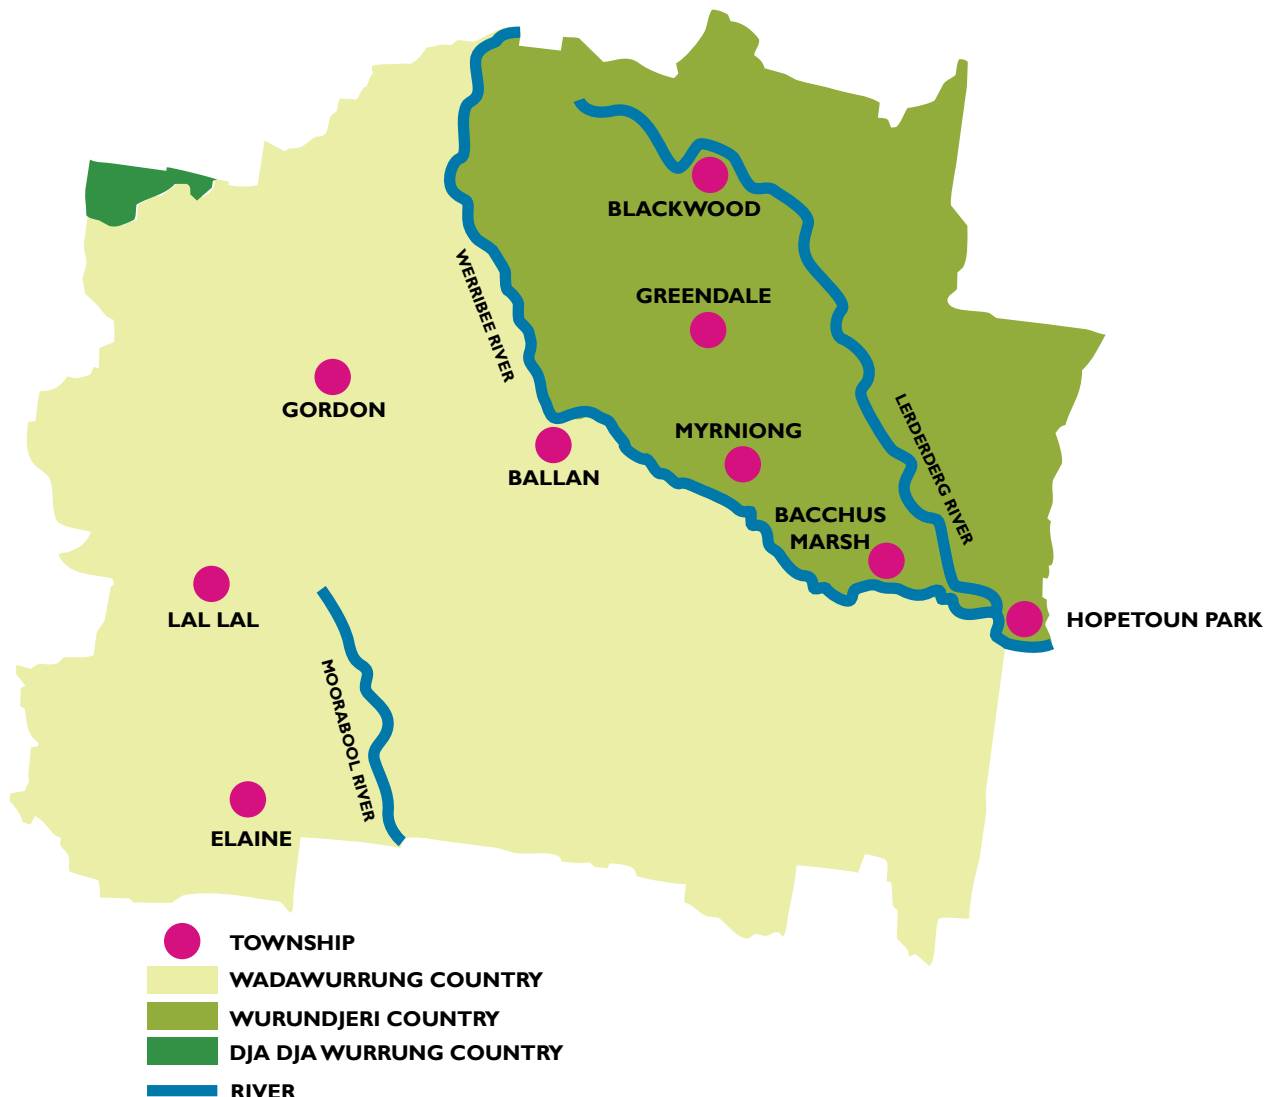 BLACKWOOD
WERRIBEE RIVER
GREENDALE
GORDON
LERDERDERG RIVER
MYRNIONG
BALLAN
BACCHUS
MARSH
LAL LAL
HOPETOUN PARK
MOORABOOL RIVER
ELAINE
TOWNSHIP
WADAWURRUNG COUNTRY
WURUNDJERI COUNTRY
DJA DJA WURRUNG COUNTRY
RIVER